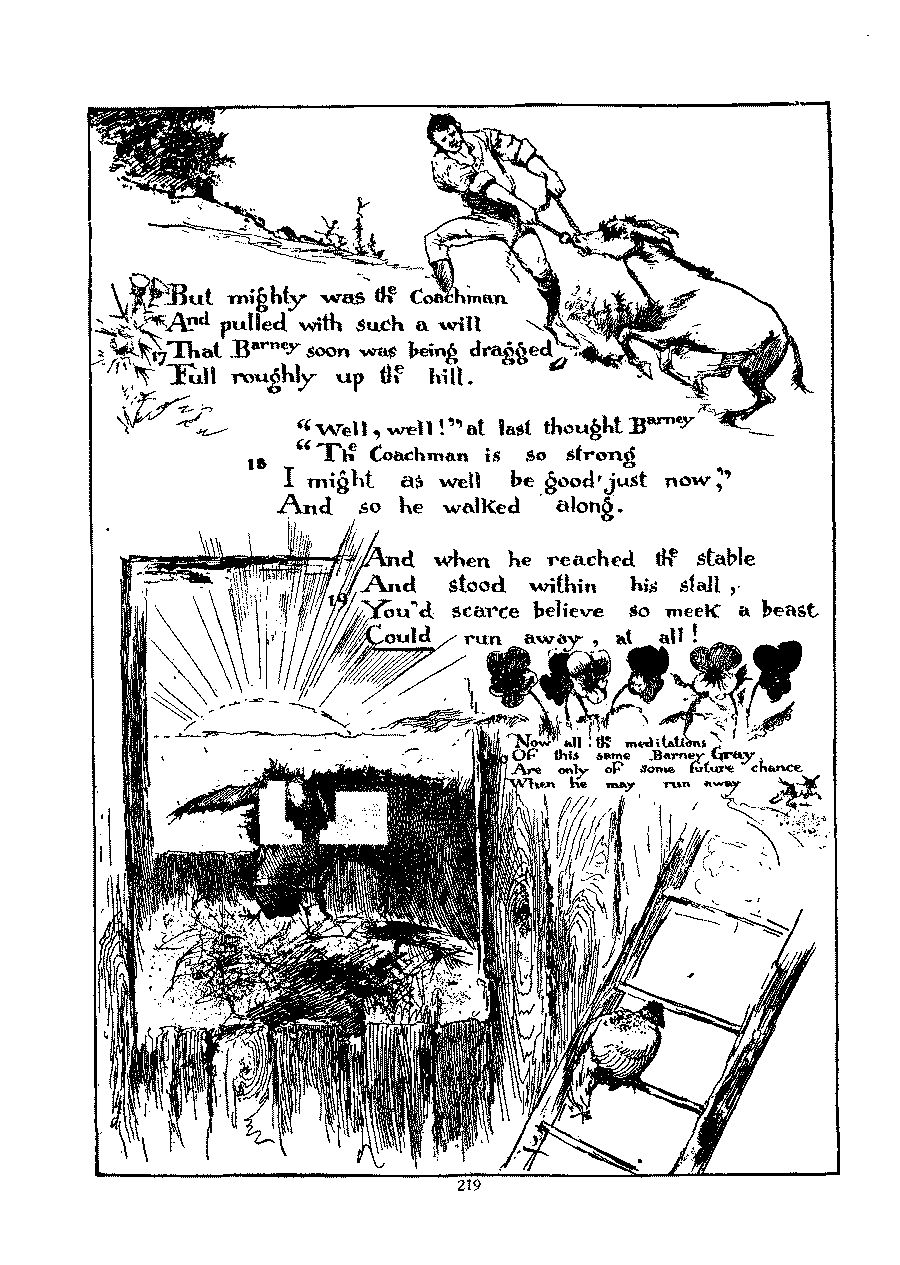 But mighty was the Coachman
And pulled with such a will
17 That Barney soon was being dragged
Full roughly up the hill.
"Well, well!" at last thought Barney
"The Coachman is so strong
18
I might as well be good just now,"
And so he walked along.
And when he reached the stable
And stood within his stall,
19 You'd scarce believe so meek a beast
Could run away, at all!
Now all the meditations
Of this same Barney Gray
Are only of some future chance
When he may run away
219